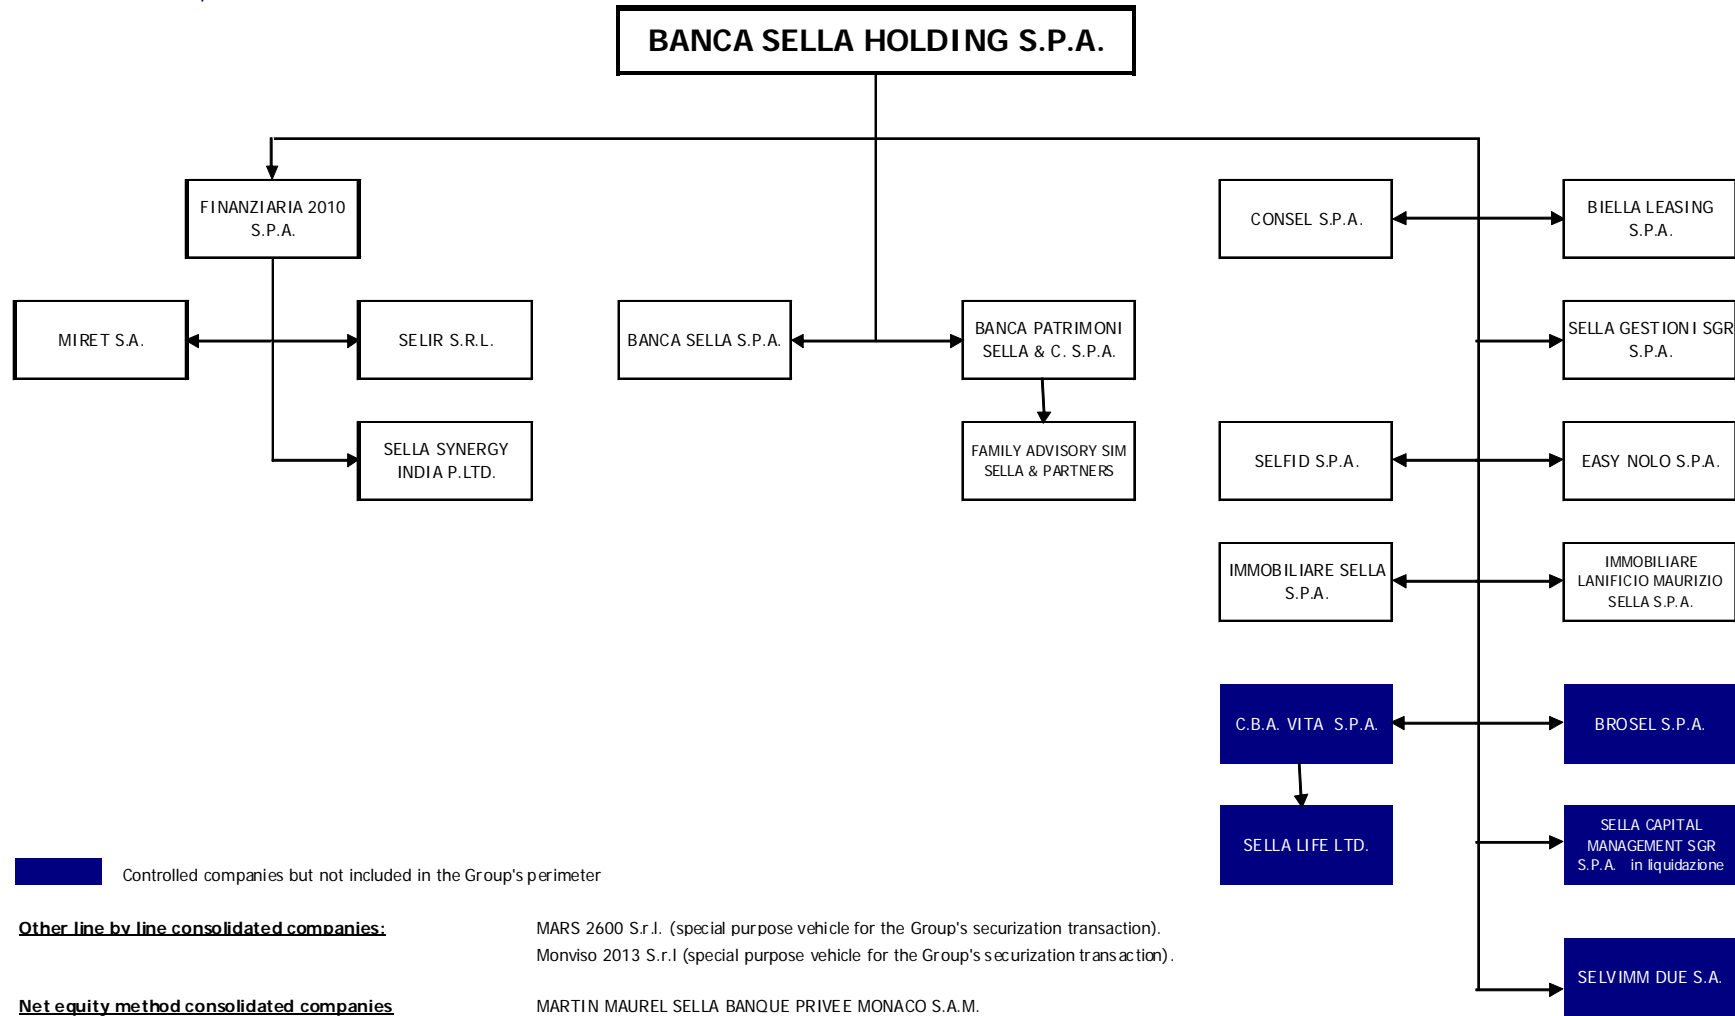 BANCA SELLA HOLDING S.P.A.
FINANZIARIA 2010
S.P.A.
CONSEL S.P.A.
BIELLA LEASING
S.P.A.
MIRET S.A.
SELIR S.R.L.
BANCA SELLA S.P.A.
BANCA PATRIMONI
SELLA & C. S.P.A.
SELLA GESTIONI SGR
S.P.A.
SELLA SYNERGY
INDIA P.LTD.
FAMILY ADVISORY SIM
SELLA & PARTNERS
SELFID S.P.A.
EASY NOLO S.P.A.
IMMOBILIARE SELLA
S.P.A.
IMMOBILIARE
LANIFICIO MAURIZIO
SELLA S.P.A.
C.B.A. VITA S.P.A.
BROSEL S.P.A.
SELLA LIFE LTD.
SELLA CAPITAL
MANAGEMENT SGR
S.P.A. in liquidazione
Controlled companies but not included in the Group's perimeter
Other line by line consolidated companies:
MARS 2600 S.r.l. (special purpose vehicle for the Group's securization transaction).
Monviso 2013 S.r.l (special purpose vehicle for the Group's securization transaction).
SELVIMM DUE S.A.
Net equity method consolidated companies
MARTIN MAUREL SELLA BANQUE PRIVEE MONACO S.A.M.